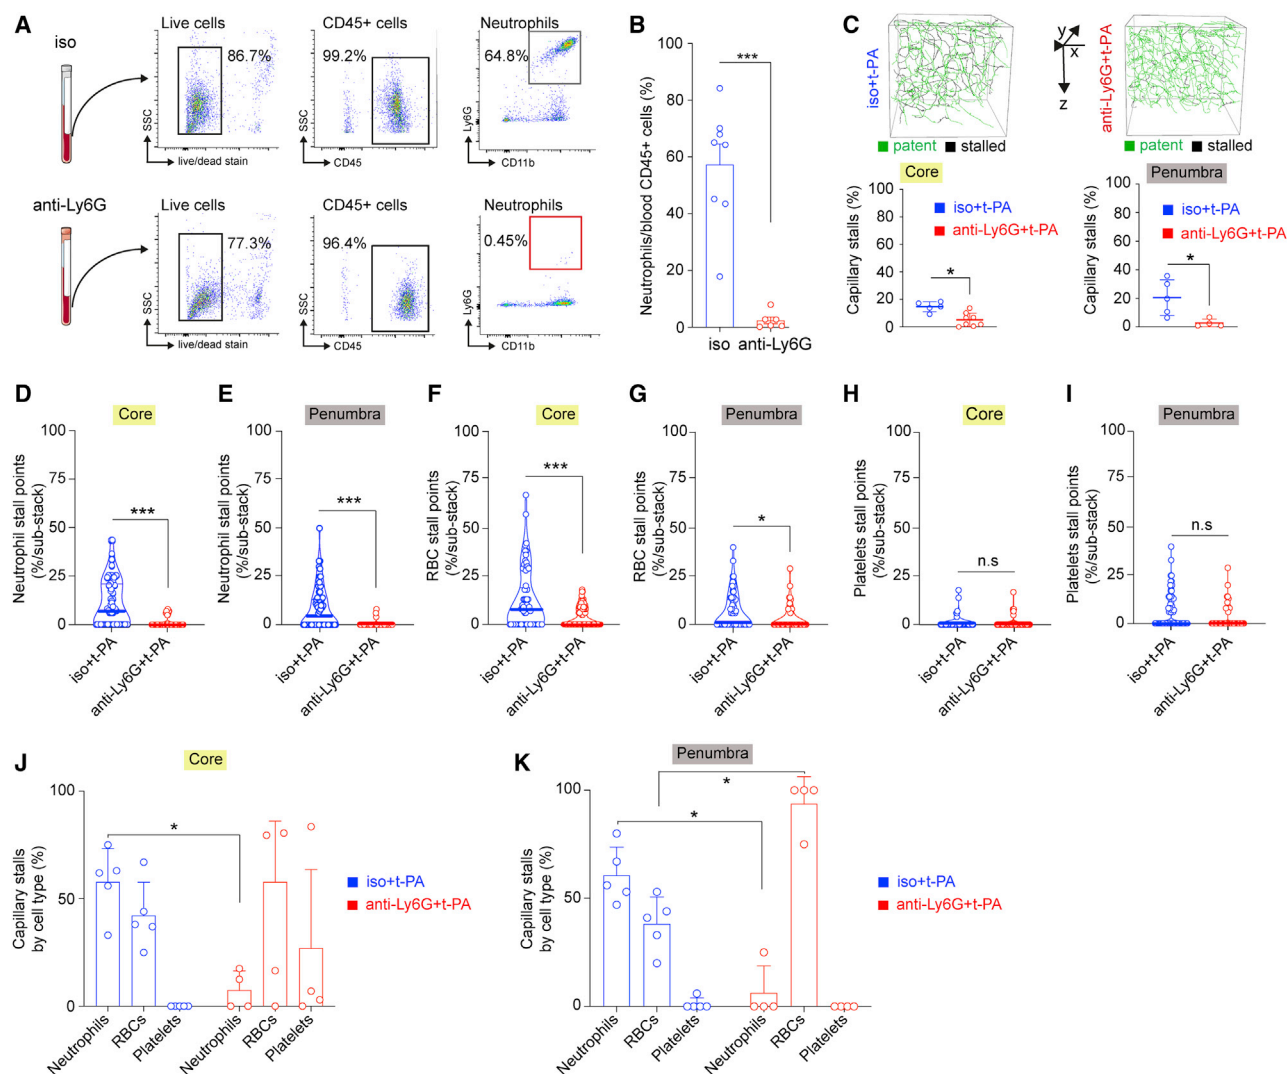 A
iso
Live cells
86.7%
SSC
live/dead stain
CD45+ cells
99.2%
SSC
CD45
Neutrophils
64.8%
Ly6G
CD11b
anti-Ly6G
Live cells
77.3%
SSC
live/dead stain
CD45+ cells
96.4%
SSC
CD45
Neutrophils
0.45%
Ly6G
CD11b
B
Neutrophils/blood CD45+ cells (%)
100
80
60
40
20
0
***
iso
anti-Ly6G
C
iso+t-PA
patent
stalled
y
x
z
anti-Ly6G+t-PA
patent
stalled
Core
Capillary stalls (%)
100
80
60
40
20
0
iso+t-PA
anti-Ly6G+t-PA
*
Penumbra
Capillary stalls (%)
100
80
60
40
20
0
iso+t-PA
anti-Ly6G+t-PA
*
D
Core
Neutrophil stall points
(%/sub-stack)
100
75
50
25
0
***
iso+t-PA
anti-Ly6G+t-PA
E
Penumbra
Neutrophil stall points
(%/sub-stack)
100
75
50
25
0
***
iso+t-PA
anti-Ly6G+t-PA
F
Core
RBC stall points
(%/sub-stack)
100
75
50
25
0
***
iso+t-PA
anti-Ly6G+t-PA
G
Penumbra
RBC stall points
(%/sub-stack)
100
75
50
25
0
*
iso+t-PA
anti-Ly6G+t-PA
H
Core
Platelets stall points
(%/sub-stack)
100
75
50
25
0
n.s
iso+t-PA
anti-Ly6G+t-PA
I
Penumbra
Platelets stall points
(%/sub-stack)
100
75
50
25
0
n.s
iso+t-PA
anti-Ly6G+t-PA
J
Core
Capillary stalls
by cell type (%)
100
50
0
*
Neutrophils
RBCs
Platelets
Neutrophils
RBCs
Platelets
iso+t-PA
anti-Ly6G+t-PA
K
Penumbra
Capillary stalls
by cell type (%)
100
50
0
*
*
Neutrophils
RBCs
Platelets
Neutrophils
RBCs
Platelets
iso+t-PA
anti-Ly6G+t-PA